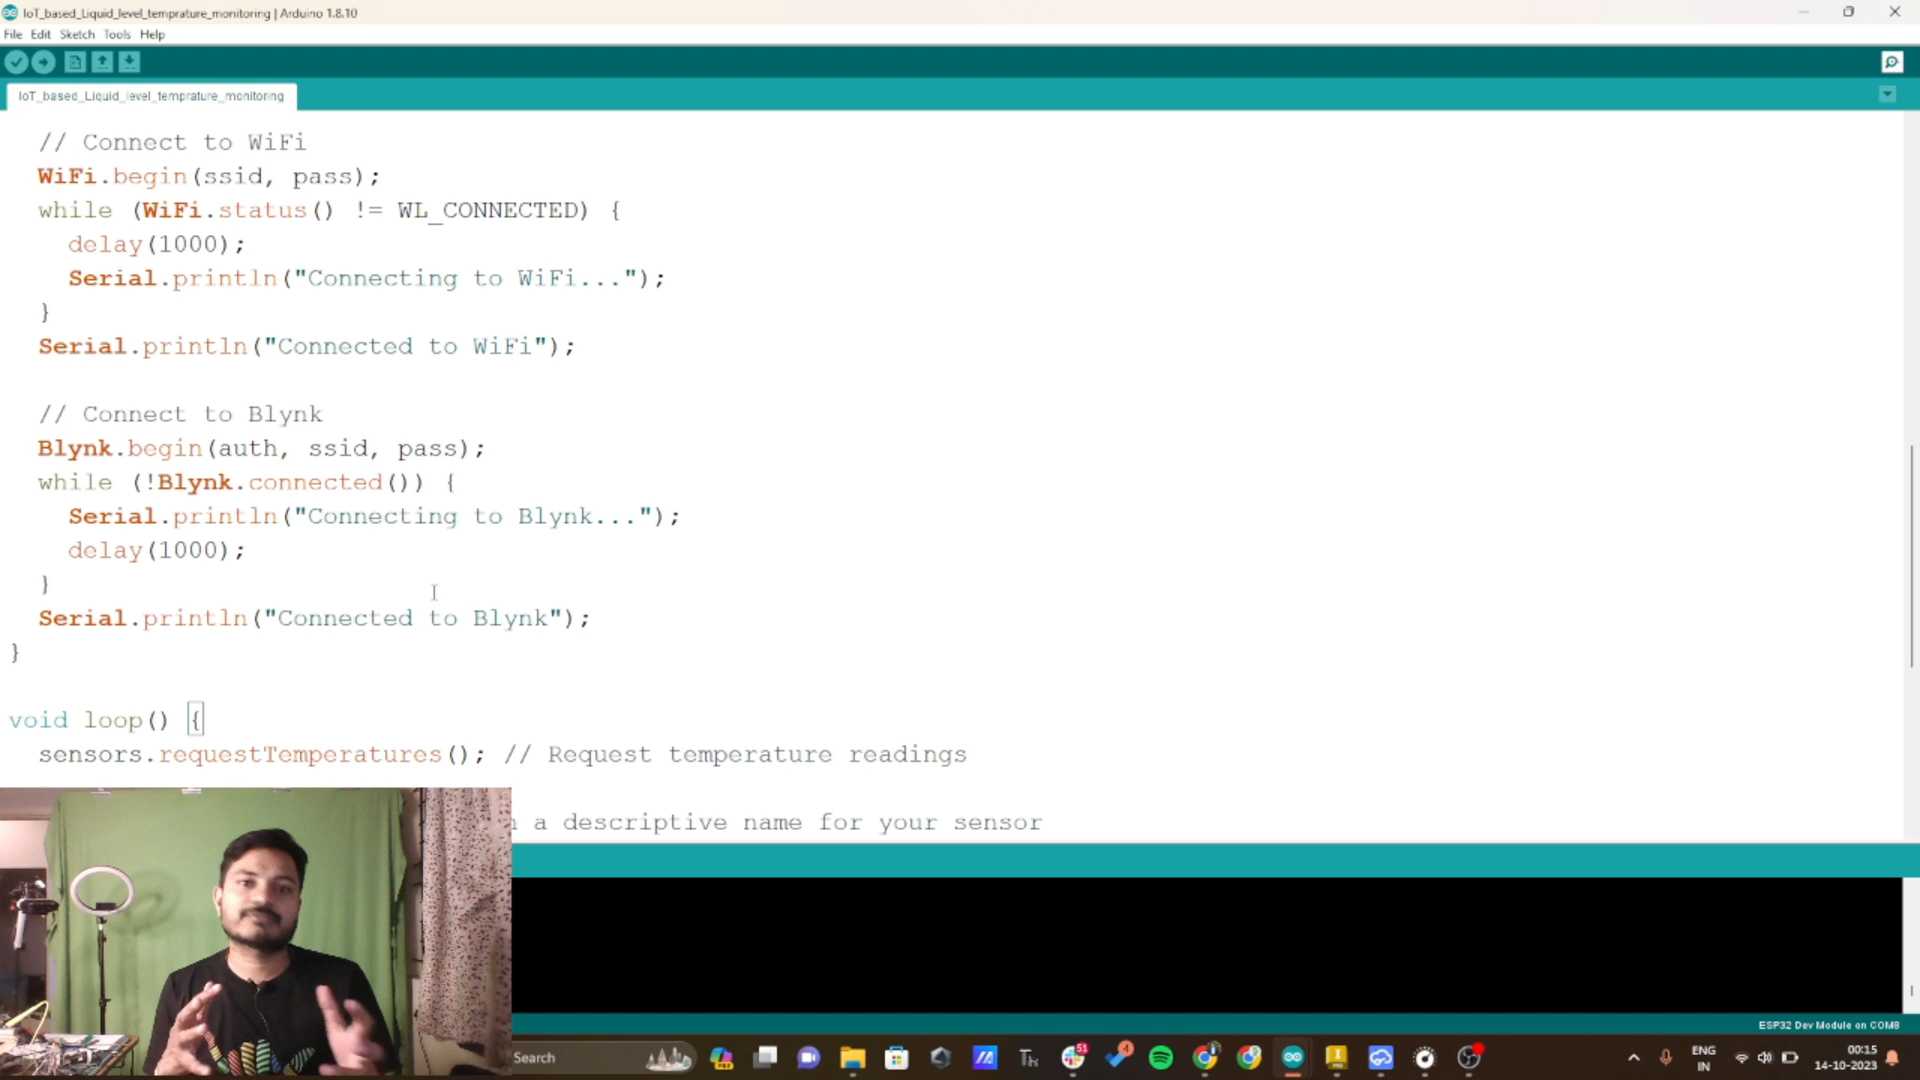 IoT_based_Liquid_level_temprature_monitoring | Arduino 1.8.10
File Edit Sketch Tools Help
IoT_based_Liquid_level_temprature_monitoring
// Connect to WiFi
WiFi.begin(ssid, pass);
while (WiFi.status() != WL_CONNECTED) {
delay(1000);
Serial.println("Connecting to WiFi...");
}
Serial.println("Connected to WiFi");
// Connect to Blynk
Blynk.begin(auth, ssid, pass);
while (!Blynk.connected()) {
Serial.println("Connecting to Blynk...");
delay(1000);
}
Serial.println("Connected to Blynk");
}
void loop() {
sensors.requestTemperatures(); // Request temperature readings
a descriptive name for your sensor
ESP32 Dev Module on COM8
Search
51
4
ENG
IN
00:15
14-10-2023